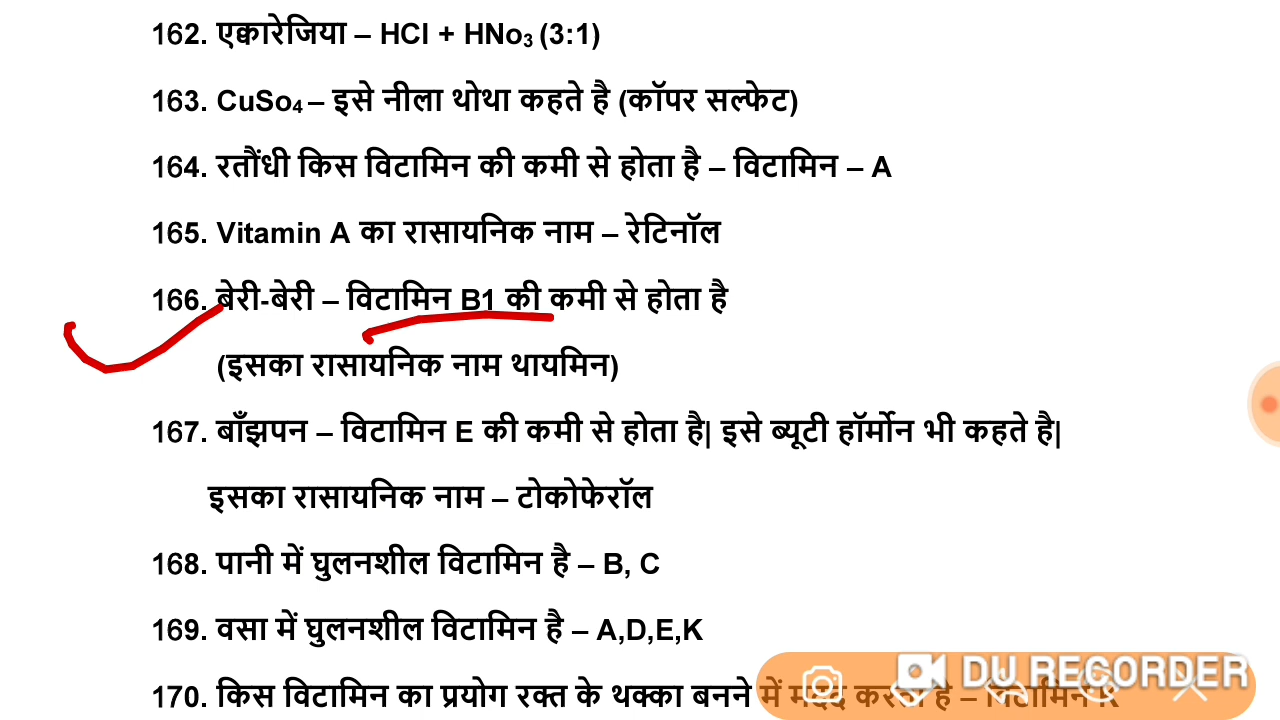 162. एक्वारेजिया – HCl + HNo₃ (3:1)
163. CuSo₄ – इसे नीला थोथा कहते है (कॉपर सल्फेट)
164. रतौंधी किस विटामिन की कमी से होता है – विटामिन – A
165. Vitamin A का रासायनिक नाम – रेटिनॉल
166. बेरी-बेरी – विटामिन B1 की कमी से होता है
(इसका रासायनिक नाम थायमिन)
167. बाँझपन – विटामिन E की कमी से होता है| इसे ब्यूटी हॉर्मोन भी कहते है|
इसका रासायनिक नाम – टोकोफेरॉल
168. पानी में घुलनशील विटामिन है – B, C
169. वसा में घुलनशील विटामिन है – A,D,E,K
170. किस विटामिन का प्रयोग रक्त के थक्का बनने में मदद करता है – विटामिन K
DU RECORDER